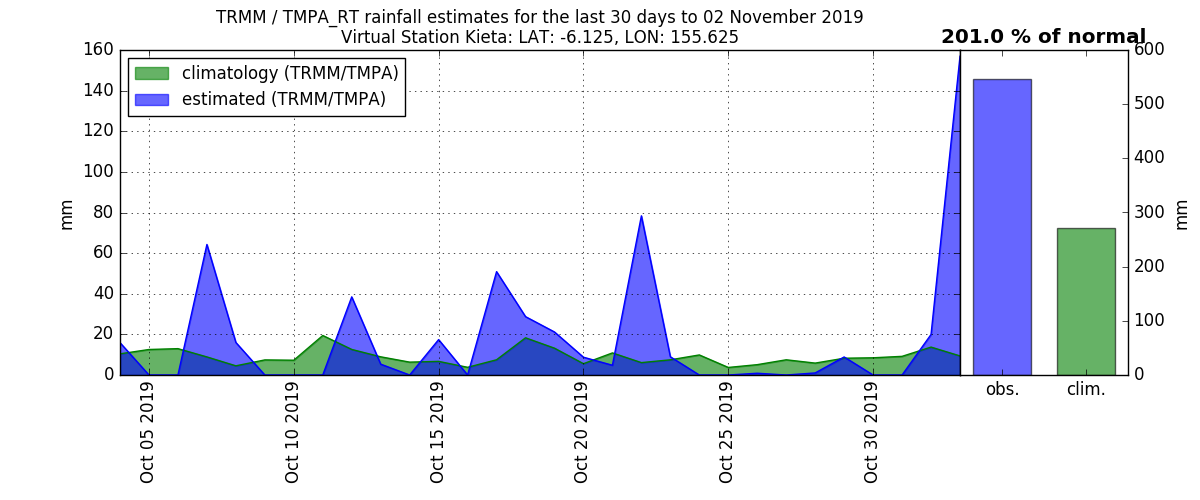 TRMM / TMPA_RT rainfall estimates for the last 30 days to 02 November 2019
Virtual Station Kieta: LAT: -6.125, LON: 155.625
201.0 % of normal
climatology (TRMM/TMPA)
estimated (TRMM/TMPA)
mm
160
140
120
100
80
60
40
20
0
Oct 05 2019
Oct 10 2019
Oct 15 2019
Oct 20 2019
Oct 25 2019
Oct 30 2019
obs.
clim.
600
500
400
300
200
100
0
mm